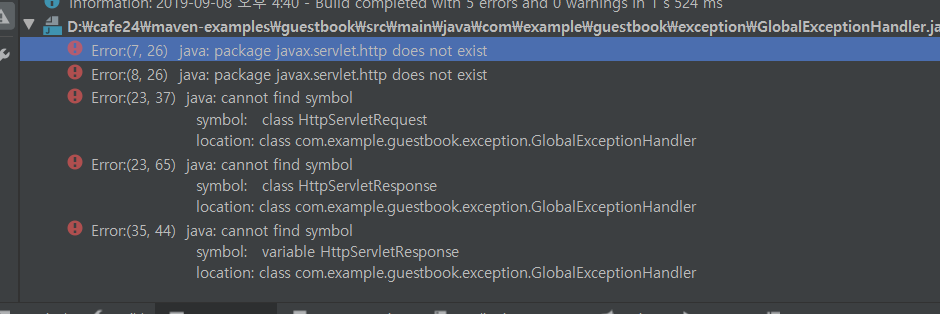 Information: 2019-09-08 오후 4:40 - Build completed with 5 errors and 0 warnings in 1 s 524 ms
D:₩cafe24₩maven-examples₩guestbook₩src₩main₩java₩com₩example₩guestbook₩exception₩GlobalExceptionHandler.ja
Error:(7, 26) java: package javax.servlet.http does not exist
Error:(8, 26) java: package javax.servlet.http does not exist
Error:(23, 37) java: cannot find symbol
symbol: class HttpServletRequest
location: class com.example.guestbook.exception.GlobalExceptionHandler
Error:(23, 65) java: cannot find symbol
symbol: class HttpServletResponse
location: class com.example.guestbook.exception.GlobalExceptionHandler
Error:(35, 44) java: cannot find symbol
symbol: variable HttpServletResponse
location: class com.example.guestbook.exception.GlobalExceptionHandler